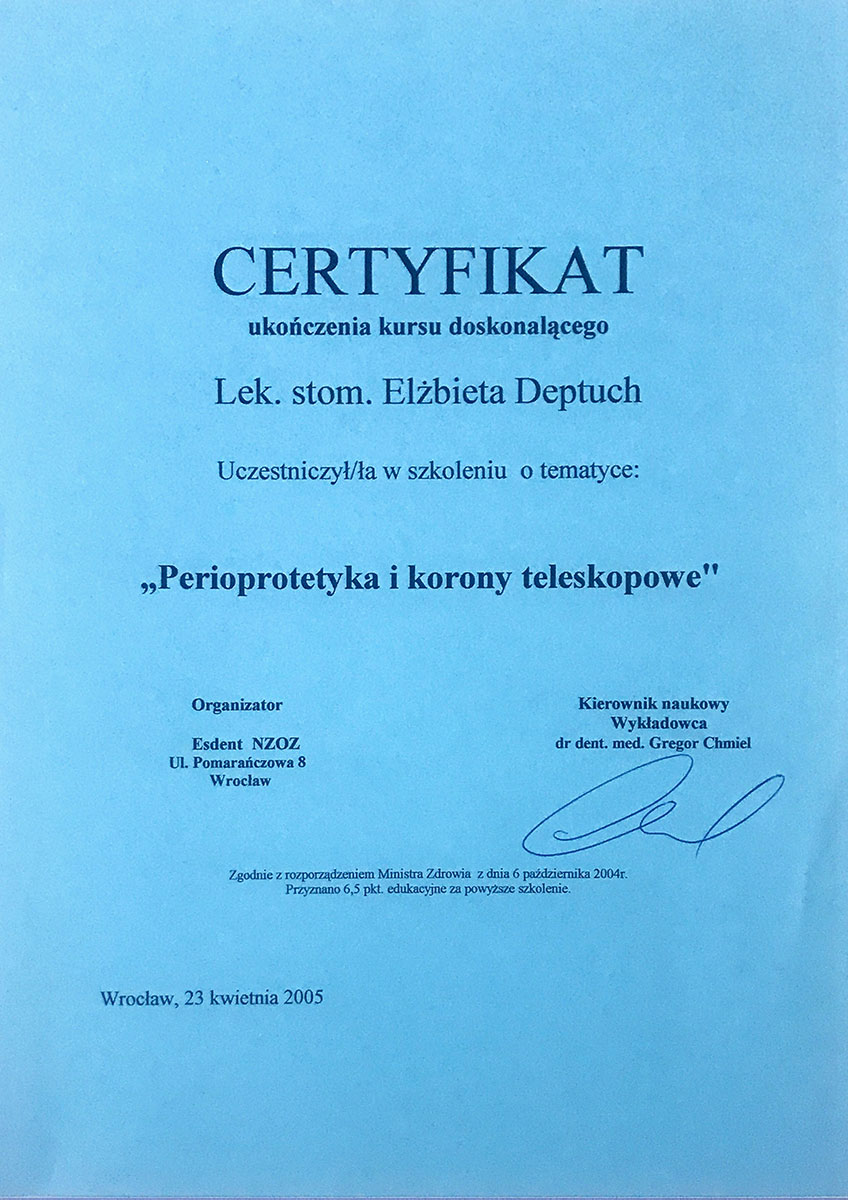 CERTYFIKAT
ukończenia kursu doskonalącego
Lek. stom. Elżbieta Deptuch
Uczestniczył/ła w szkoleniu o tematyce:
„Perioprotetyka i korony teleskopowe"
Organizator
Esdent NZOZ
Ul. Pomarańczowa 8
Wrocław
Kierownik naukowy
Wykładowca
dr dent. med. Gregor Chmiel
Zgodnie z rozporządzeniem Ministra Zdrowia z dnia 6 października 2004r.
Przyznano 6,5 pkt. edukacyjne za powyższe szkolenie.
Wrocław, 23 kwietnia 2005